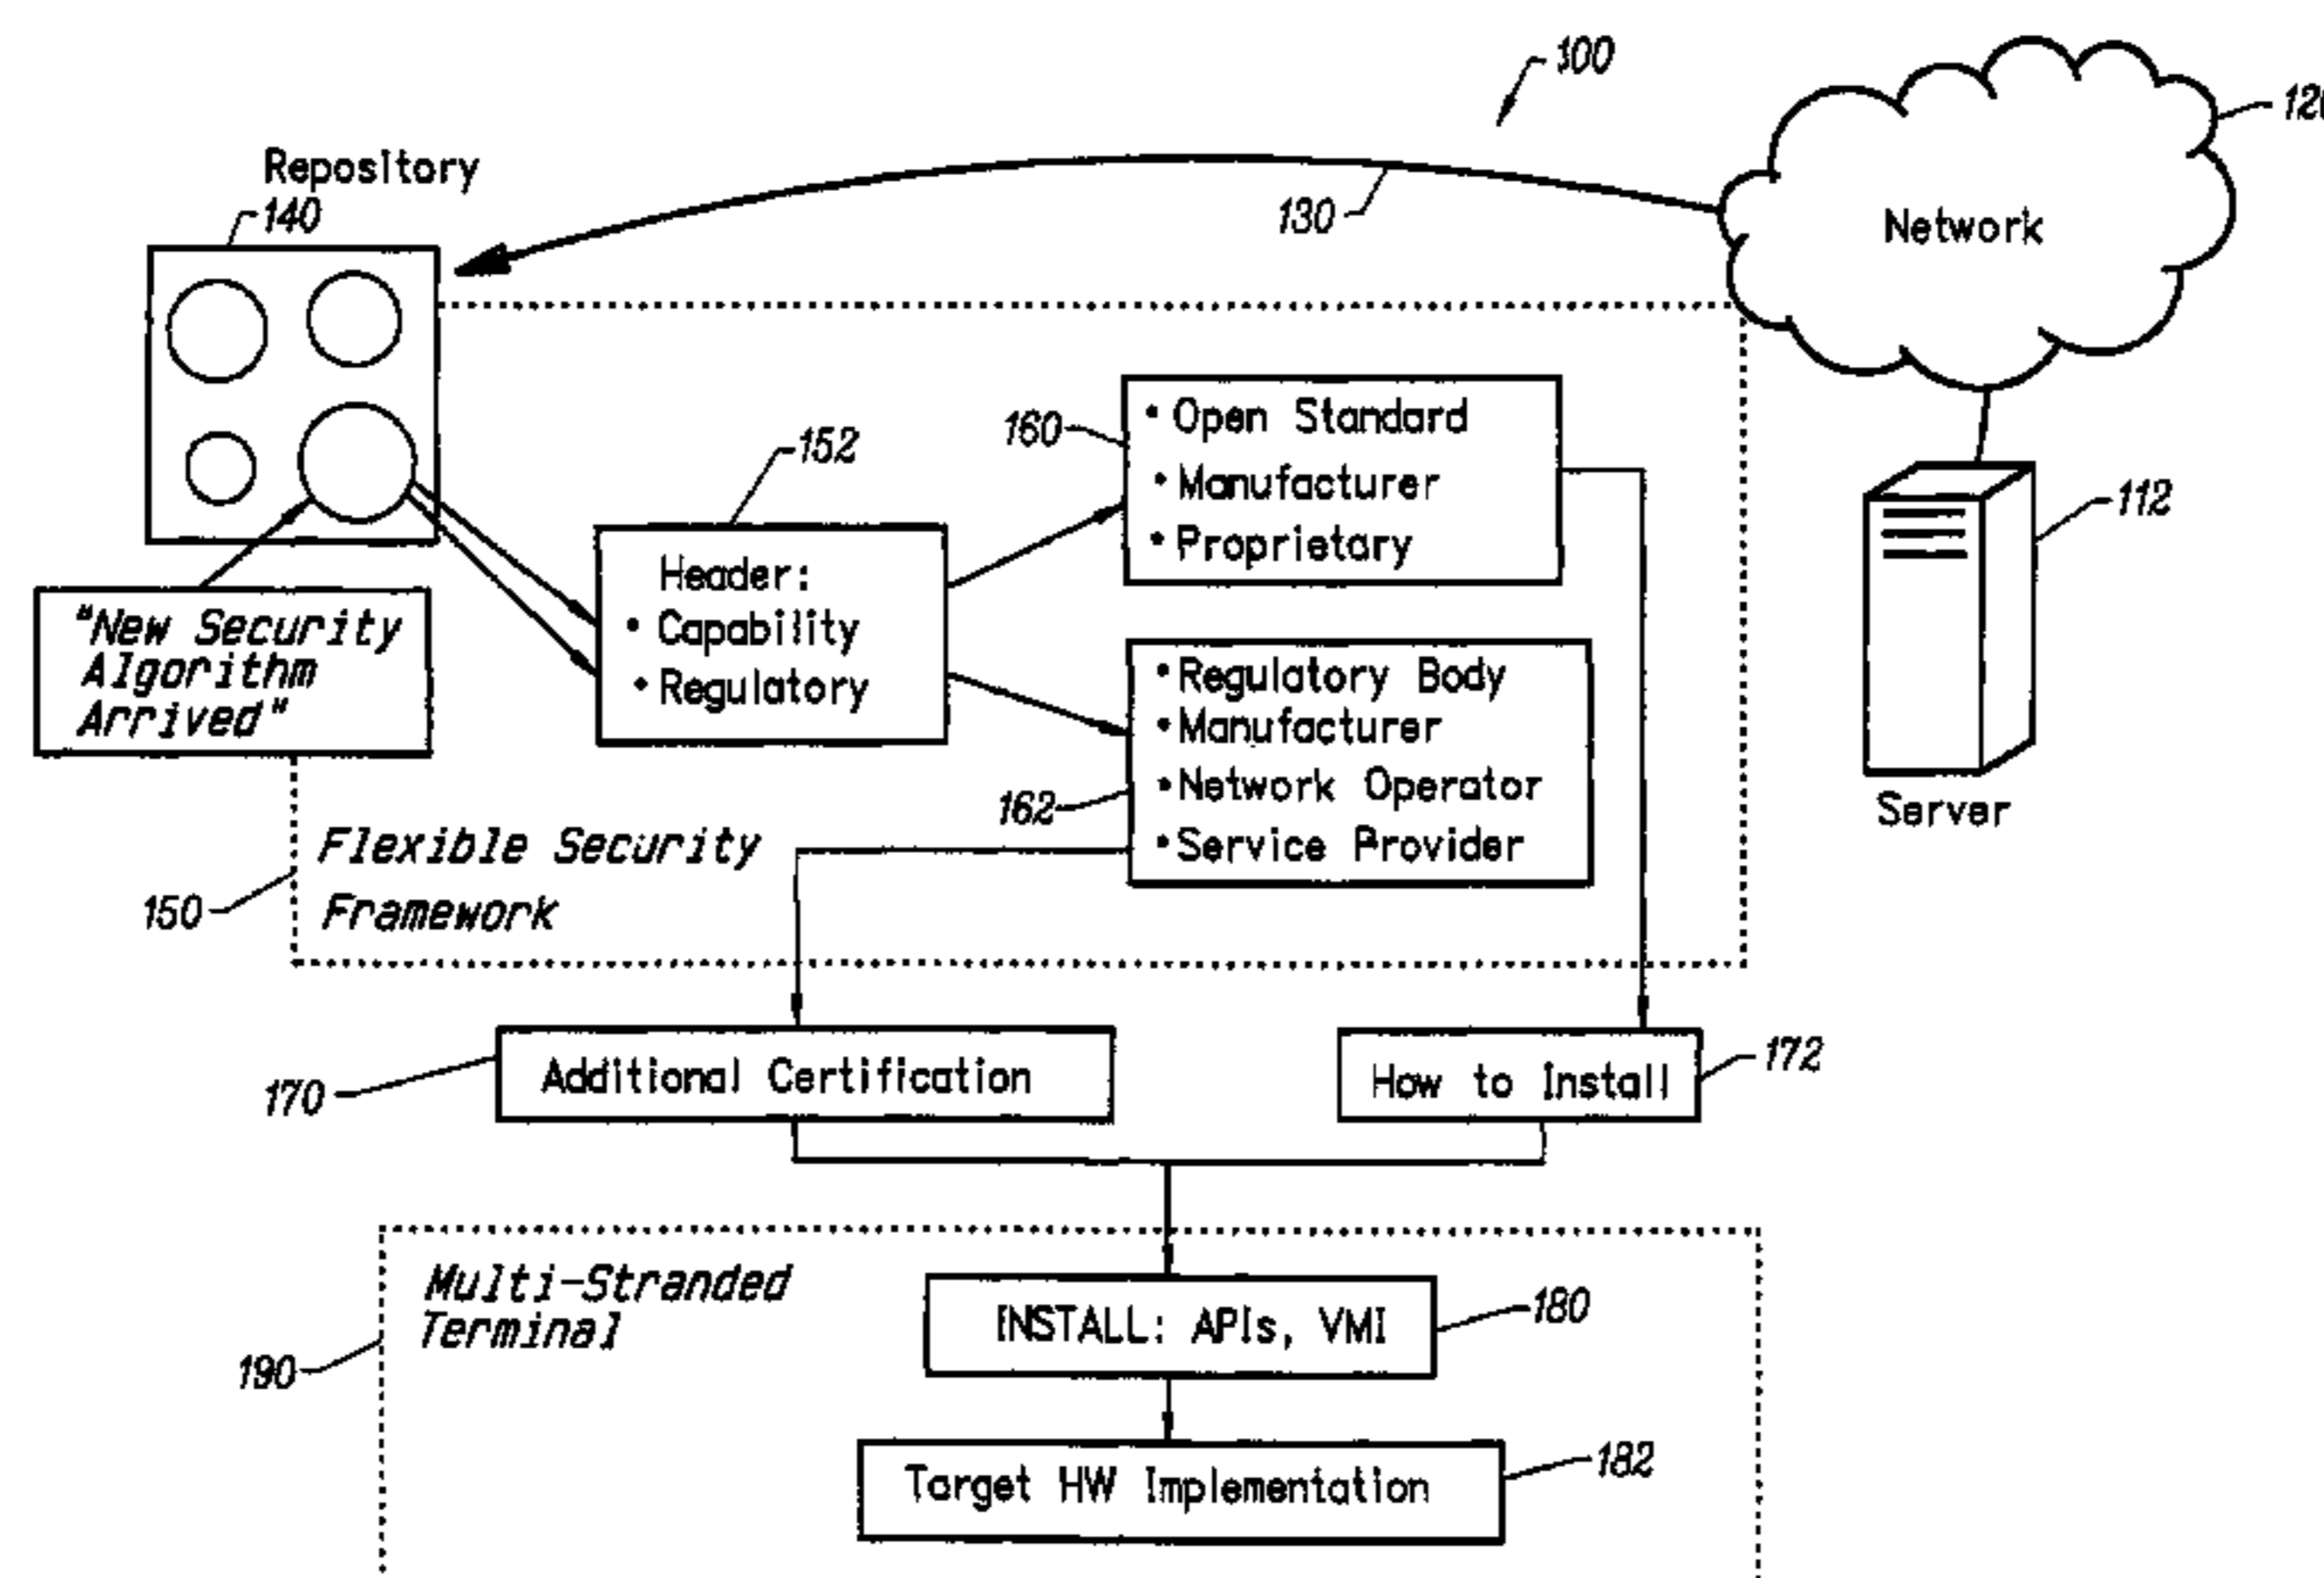 100
120
Repository
140
130
Network
160
• Open Standard
• Manufacturer
• Proprietary
152
112
Header:
• Capability
• Regulatory
"New Security
Algorithm
Arrived"
• Regulatory Body
• Manufacturer
• Network Operator
• Service Provider
162
Server
Flexible Security
Framework
150
Additional Certification
170
How to Install
172
Multi-Stranded
Terminal
190
INSTALL: APIs, VMI
180
Target HW Implementation
182